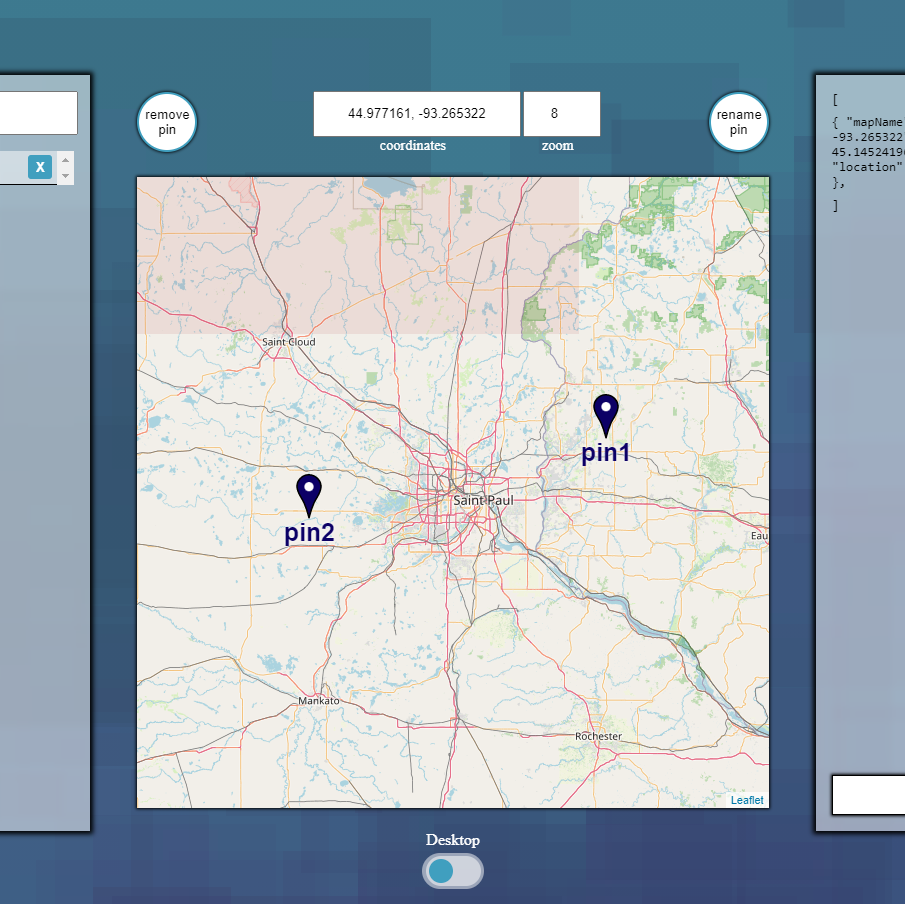 remove
pin
44.977161, -93.265322
coordinates
8
zoom
rename
pin
X
[
{ "mapName
-93.265322
45.1452419
"location"
},
]
Saint Cloud
pin1
Saint Paul
pin2
Eau
Mankato
Rochester
Leaflet
Desktop